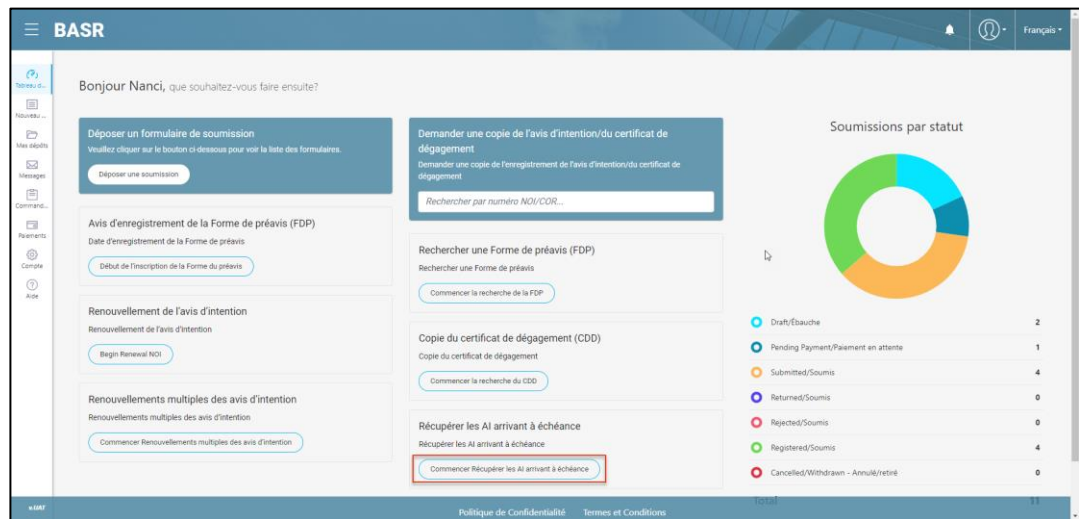 BASR
Français
Tableau d...
Nouveau ...
Mes dépôts
Messages
Command...
Paiements
Compte
Aide
Bonjour Nanci, que souhaitez-vous faire ensuite?
Déposer un formulaire de soumission
Veuillez cliquer sur le bouton ci-dessous pour voir la liste des formulaires.
Déposer une soumission
Avis d'enregistrement de la Forme de préavis (FDP)
Date d'enregistrement de la Forme de préavis
Début de l'inscription de la Forme du préavis
Renouvellement de l'avis d'intention
Renouvellement de l'avis d'intention
Begin Renewal NOI
Renouvellements multiples des avis d'intention
Renouvellements multiples des avis d'intention
Commencer Renouvellements multiples des avis d'intention
Demander une copie de l'avis d'intention/du certificat de
dégagement
Demander une copie de l'enregistrement de l'avis d'intention/du certificat de
dégagement
Rechercher par numéro NOI/COR...
Rechercher une Forme de préavis (FDP)
Rechercher une Forme de préavis
Commencer la recherche de la FDP
Copie du certificat de dégagement (CDD)
Copie du certificat de dégagement
Commencer la recherche du CDD
Récupérer les AI arrivant à échéance
Récupérer les AI arrivant à échéance
Commencer Récupérer les AI arrivant à échéance
Soumissions par statut
Draft/Ébauche 2
Pending Payment/Paiement en attente 1
Submitted/Soumis 4
Returned/Soumis 0
Rejected/Soumis 0
Registered/Soumis 4
Cancelled/Withdrawn - Annulé/retiré 0
Total 11
e.UAT
Politique de Confidentialité Termes et Conditions